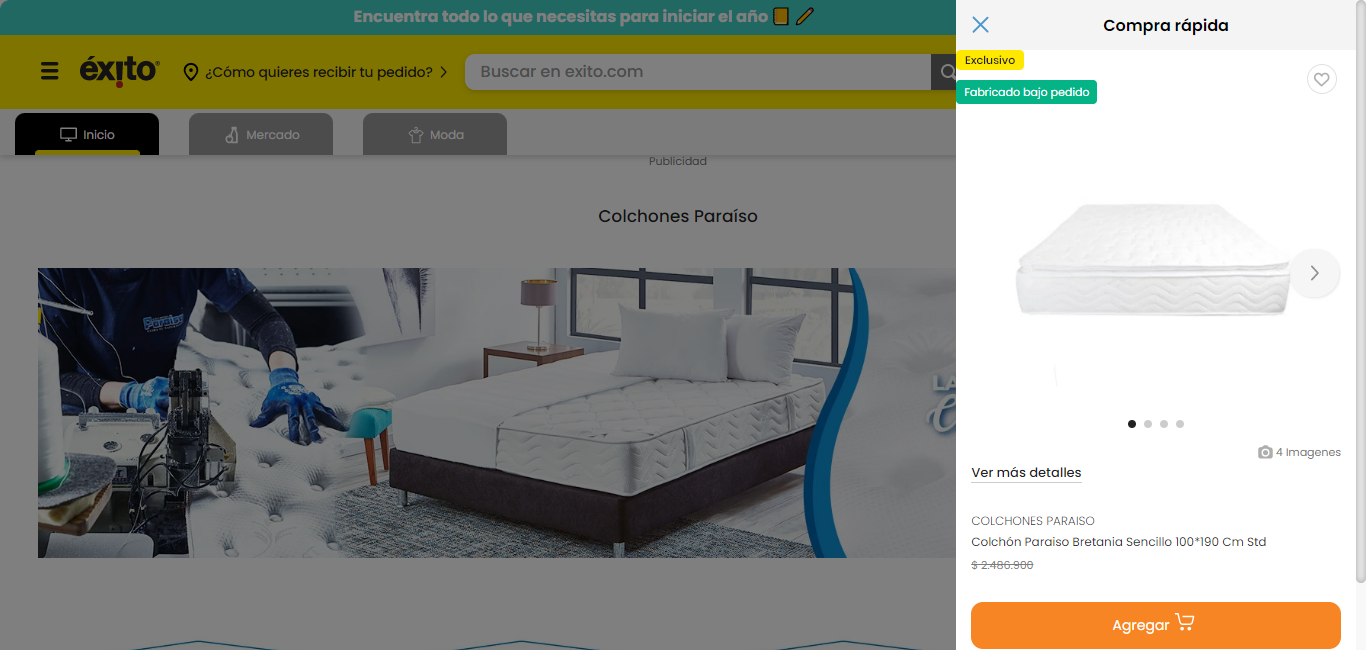 Encuentra todo lo que necesitas para iniciar el año
éxito
¿Cómo quieres recibir tu pedido?
Buscar en exito.com
Inicio
Mercado
Moda
Publicidad
Colchones Paraíso
Paraiso
LA
Compra rápida
Exclusivo
Fabricado bajo pedido
4 Imagenes
Ver más detalles
COLCHONES PARAISO
Colchón Paraiso Bretania Sencillo 100*190 Cm Std
$ 2.486.900
Agregar